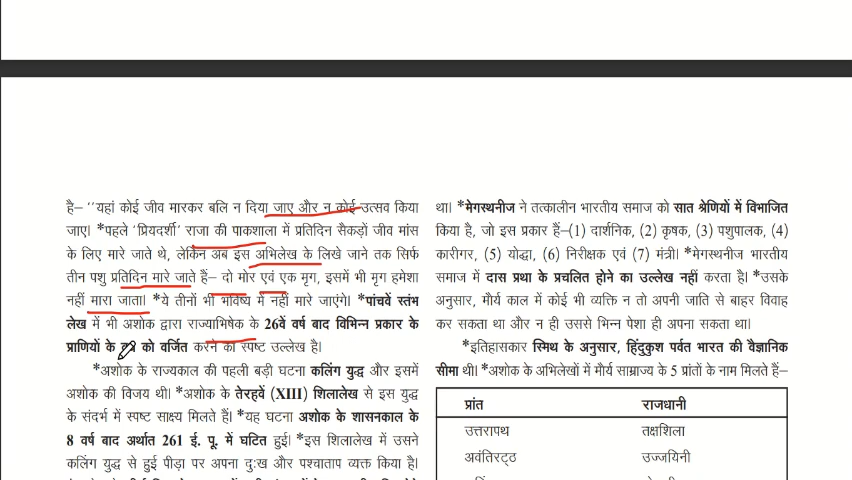 है– ''यहां कोई जीव मारकर बलि न दिया जाए और न कोई उत्सव किया
जाए। *पहले 'प्रियदर्शी' राजा की पाकशाला में प्रतिदिन सैकड़ों जीव मांस
के लिए मारे जाते थे, लेकिन अब इस अभिलेख के लिखे जाने तक सिर्फ
तीन पशु प्रतिदिन मारे जाते हैं– दो मोर एवं एक मृग, इसमें भी मृग हमेशा
नहीं मारा जाता। *ये तीनों भी भविष्य में नहीं मारे जाएंगे। *पांचवें स्तंभ
लेख में भी अशोक द्वारा राज्याभिषेक के 26वें वर्ष बाद विभिन्न प्रकार के
प्राणियों के को वर्जित करने का स्पष्ट उल्लेख है।
*अशोक के राज्यकाल की पहली बड़ी घटना कलिंग युद्ध और इसमें
अशोक की विजय थी। *अशोक के तेरहवें (XIII) शिलालेख से इस युद्ध
के संदर्भ में स्पष्ट साक्ष्य मिलते हैं। *यह घटना अशोक के शासनकाल के
8 वर्ष बाद अर्थात 261 ई. पू. में घटित हुई। *इस शिलालेख में उसने
कलिंग युद्ध से हुई पीड़ा पर अपना दुःख और पश्चाताप व्यक्त किया है।
था। *मेगस्थनीज ने तत्कालीन भारतीय समाज को सात श्रेणियों में विभाजित
किया है, जो इस प्रकार हैं–(1) दार्शनिक, (2) कृषक, (3) पशुपालक, (4)
कारीगर, (5) योद्धा, (6) निरीक्षक एवं (7) मंत्री। *मेगस्थनीज भारतीय
समाज में दास प्रथा के प्रचलित होने का उल्लेख नहीं करता है। *उसके
अनुसार, मौर्य काल में कोई भी व्यक्ति न तो अपनी जाति से बाहर विवाह
कर सकता था और न ही उससे भिन्न पेशा ही अपना सकता था।
*इतिहासकार स्मिथ के अनुसार, हिंदुकुश पर्वत भारत की वैज्ञानिक
सीमा थी। *अशोक के अभिलेखों में मौर्य साम्राज्य के 5 प्रांतों के नाम मिलते हैं–
प्रांत राजधानी
उत्तरापथ तक्षशिला
अवंतिरट्ठ उज्जयिनी